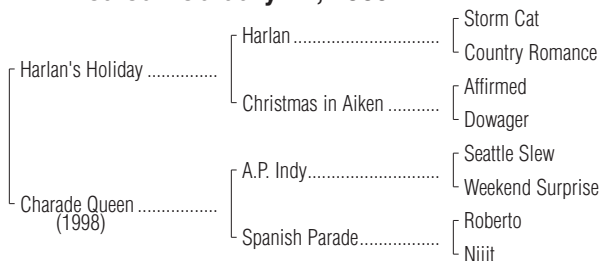 Storm Cat
Harlan
Country Romance
Harlan's Holiday
Affirmed
Christmas in Aiken
Dowager
Seattle Slew
A.P. Indy
Weekend Surprise
Charade Queen
(1998)
Roberto
Spanish Parade
Nijit